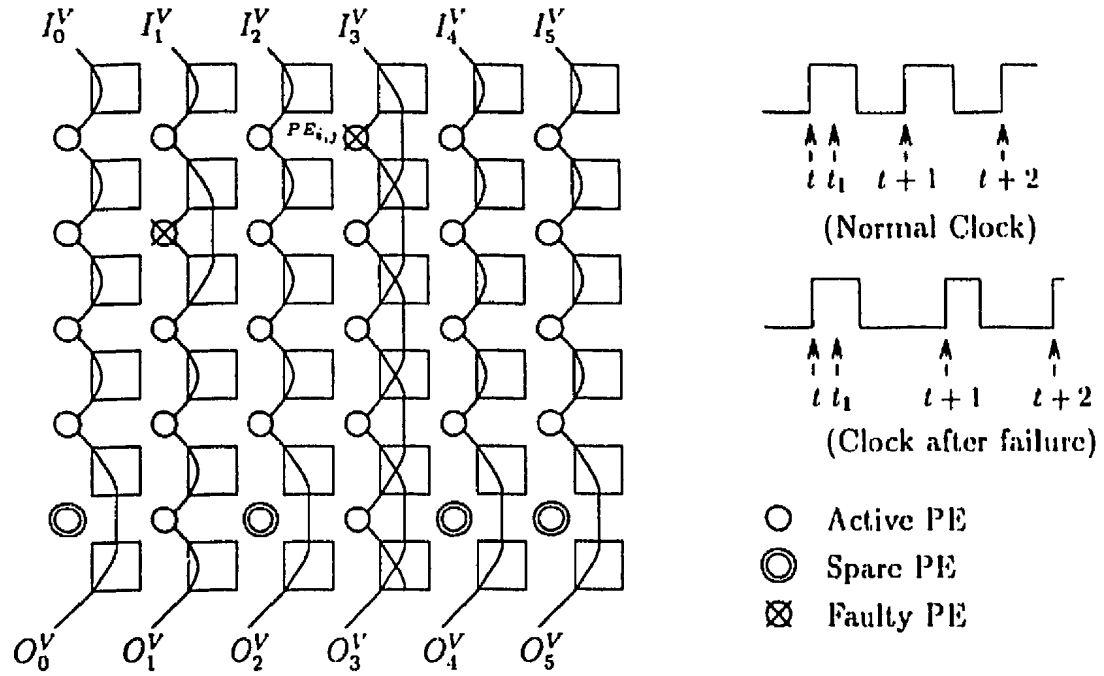 I_0^V I_1^V I_2^V I_3^V I_4^V I_5^V
PE_{i,j}
O_0^V O_1^V O_2^V O_3^V O_4^V O_5^V
t t_1 t + 1 t + 2
(Normal Clock)
t t_1 t + 1 t + 2
(Clock after failure)
Active PE
Spare PE
Faulty PE